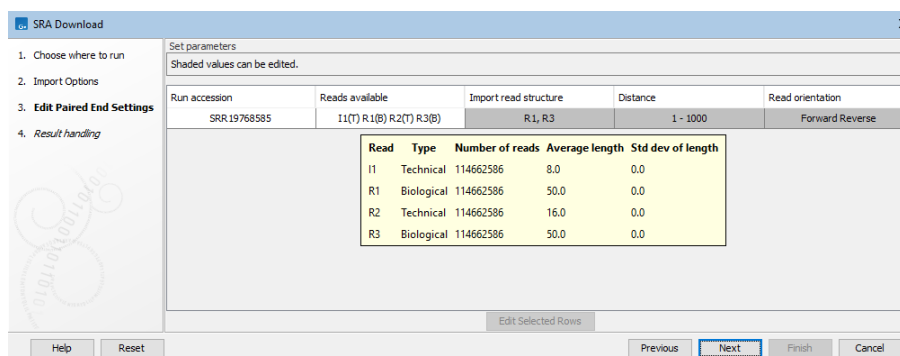 SRA Download
1. Choose where to run
2. Import Options
3. Edit Paired End Settings
4. Result handling
Set parameters
Shaded values can be edited.
Run accession Reads available Import read structure Distance Read orientation
SRR19768585 I1(T) R1(B) R2(T) R3(B) R1, R3 1 - 1000 Forward Reverse
Read Type Number of reads Average length Std dev of length
I1 Technical 114662586 8.0 0.0
R1 Biological 114662586 50.0 0.0
R2 Technical 114662586 16.0 0.0
R3 Biological 114662586 50.0 0.0
Edit Selected Rows
Help Reset Previous Next Finish Cancel